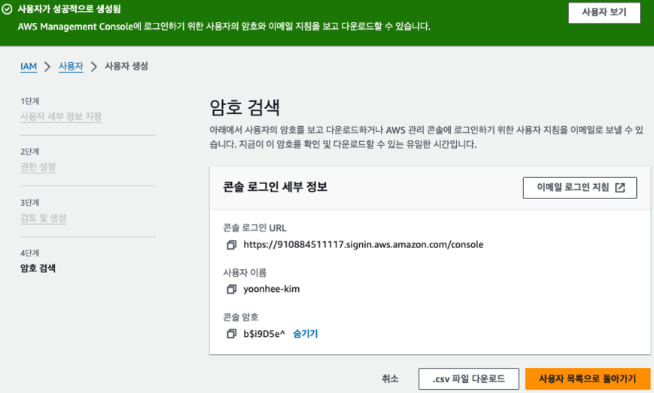 사용자가 성공적으로 생성됨
AWS Management Console에 로그인하기 위한 사용자의 암호와 이메일 지침을 보고 다운로드할 수 있습니다.
사용자 보기
IAM > 사용자 > 사용자 생성
1단계
사용자 세부 정보 지정
2단계
권한 설정
3단계
검토 및 생성
4단계
암호 검색
암호 검색
아래에서 사용자의 암호를 보고 다운로드하거나 AWS 관리 콘솔에 로그인하기 위한 사용자 지침을 이메일로 보낼 수 있
습니다. 지금이 이 암호를 확인 및 다운로드할 수 있는 유일한 시간입니다.
콘솔 로그인 세부 정보
이메일 로그인 지침
콘솔 로그인 URL
https://910884511117.signin.aws.amazon.com/console
사용자 이름
yoonhee-kim
콘솔 암호
b$i9D5e^ 숨기기
취소
.csv 파일 다운로드
사용자 목록으로 돌아가기